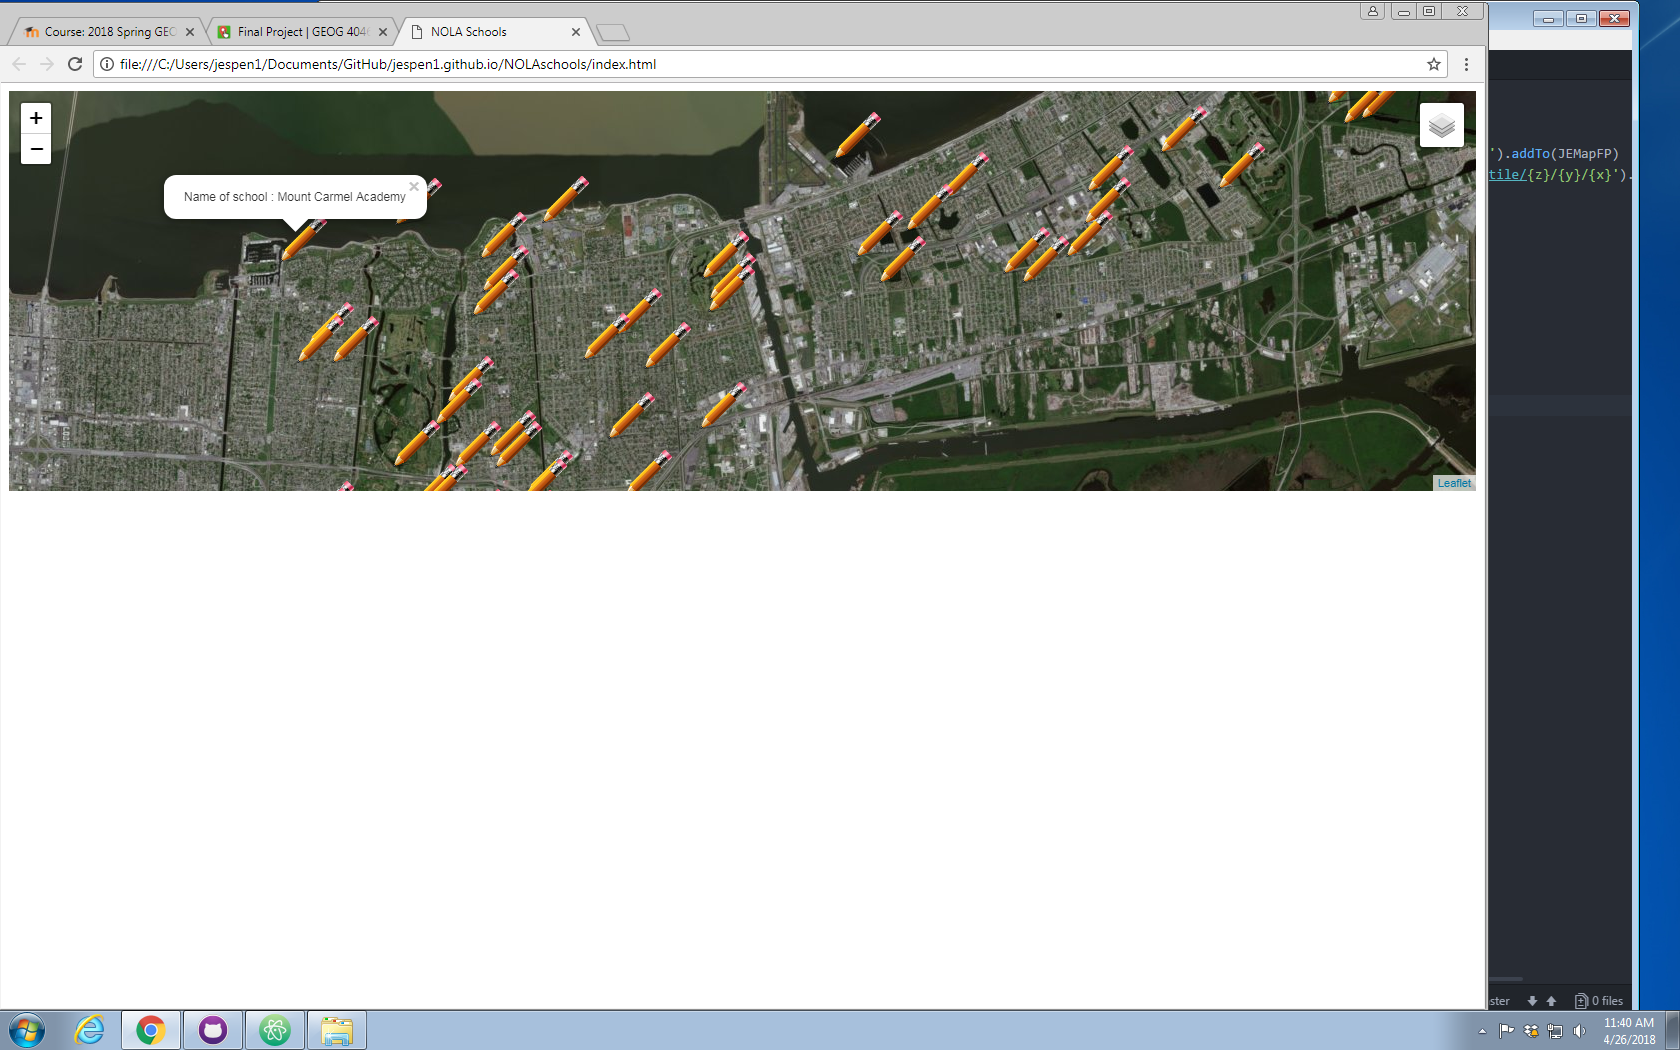 Course: 2018 Spring GEO
Final Project | GEOG 404
NOLA Schools
file:///C:/Users/jespen1/Documents/GitHub/jespen1.github.io/NOLAschools/index.html
+
−
').addTo(JEMapFP)
tile/{z}/{y}/{x}').
Name of school : Mount Carmel Academy
×
Leaflet
ster
0 files
11:40 AM
4/26/2018